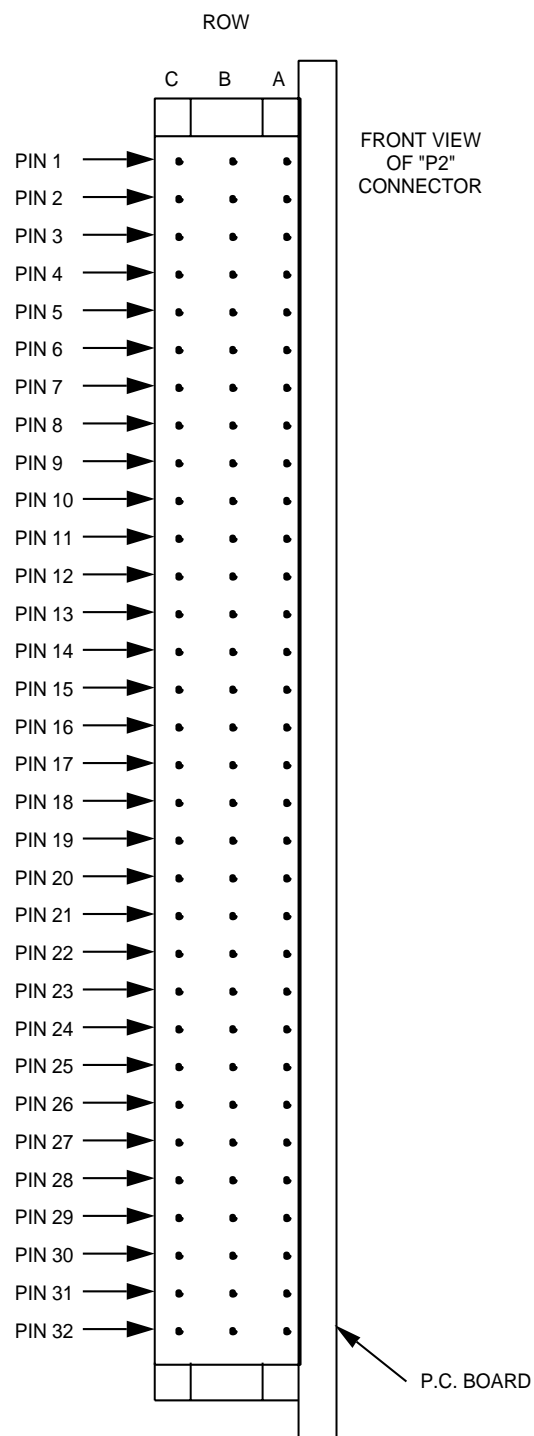 ROW
C B A
FRONT VIEW
OF "P2"
CONNECTOR
PIN 1
PIN 2
PIN 3
PIN 4
PIN 5
PIN 6
PIN 7
PIN 8
PIN 9
PIN 10
PIN 11
PIN 12
PIN 13
PIN 14
PIN 15
PIN 16
PIN 17
PIN 18
PIN 19
PIN 20
PIN 21
PIN 22
PIN 23
PIN 24
PIN 25
PIN 26
PIN 27
PIN 28
PIN 29
PIN 30
PIN 31
PIN 32
P.C. BOARD